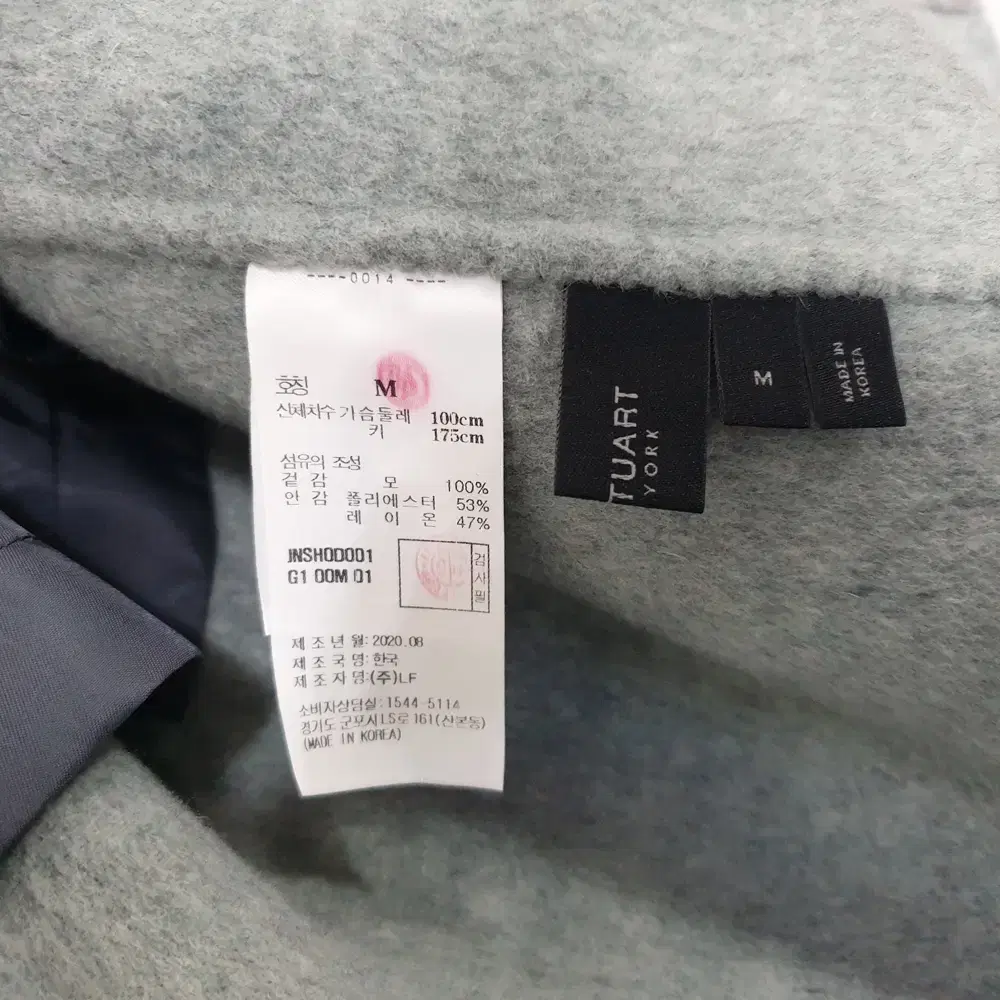 ----0014 ----
호칭 M
신체치수 가슴둘레 100cm
키 175cm
섬유의 조성
겉감 모 100%
안감 폴리에스터 53%
레이온 47%
JNSH0D001
G1 00M 01
검사필
제조년월: 2020.08
제조국명: 한국
제조자명: (주)LF
소비자상담실: 1544-5114
경기도 군포시LS로 161(산본동)
(MADE IN KOREA)
TUART
YORK
M
MADE IN
KOREA